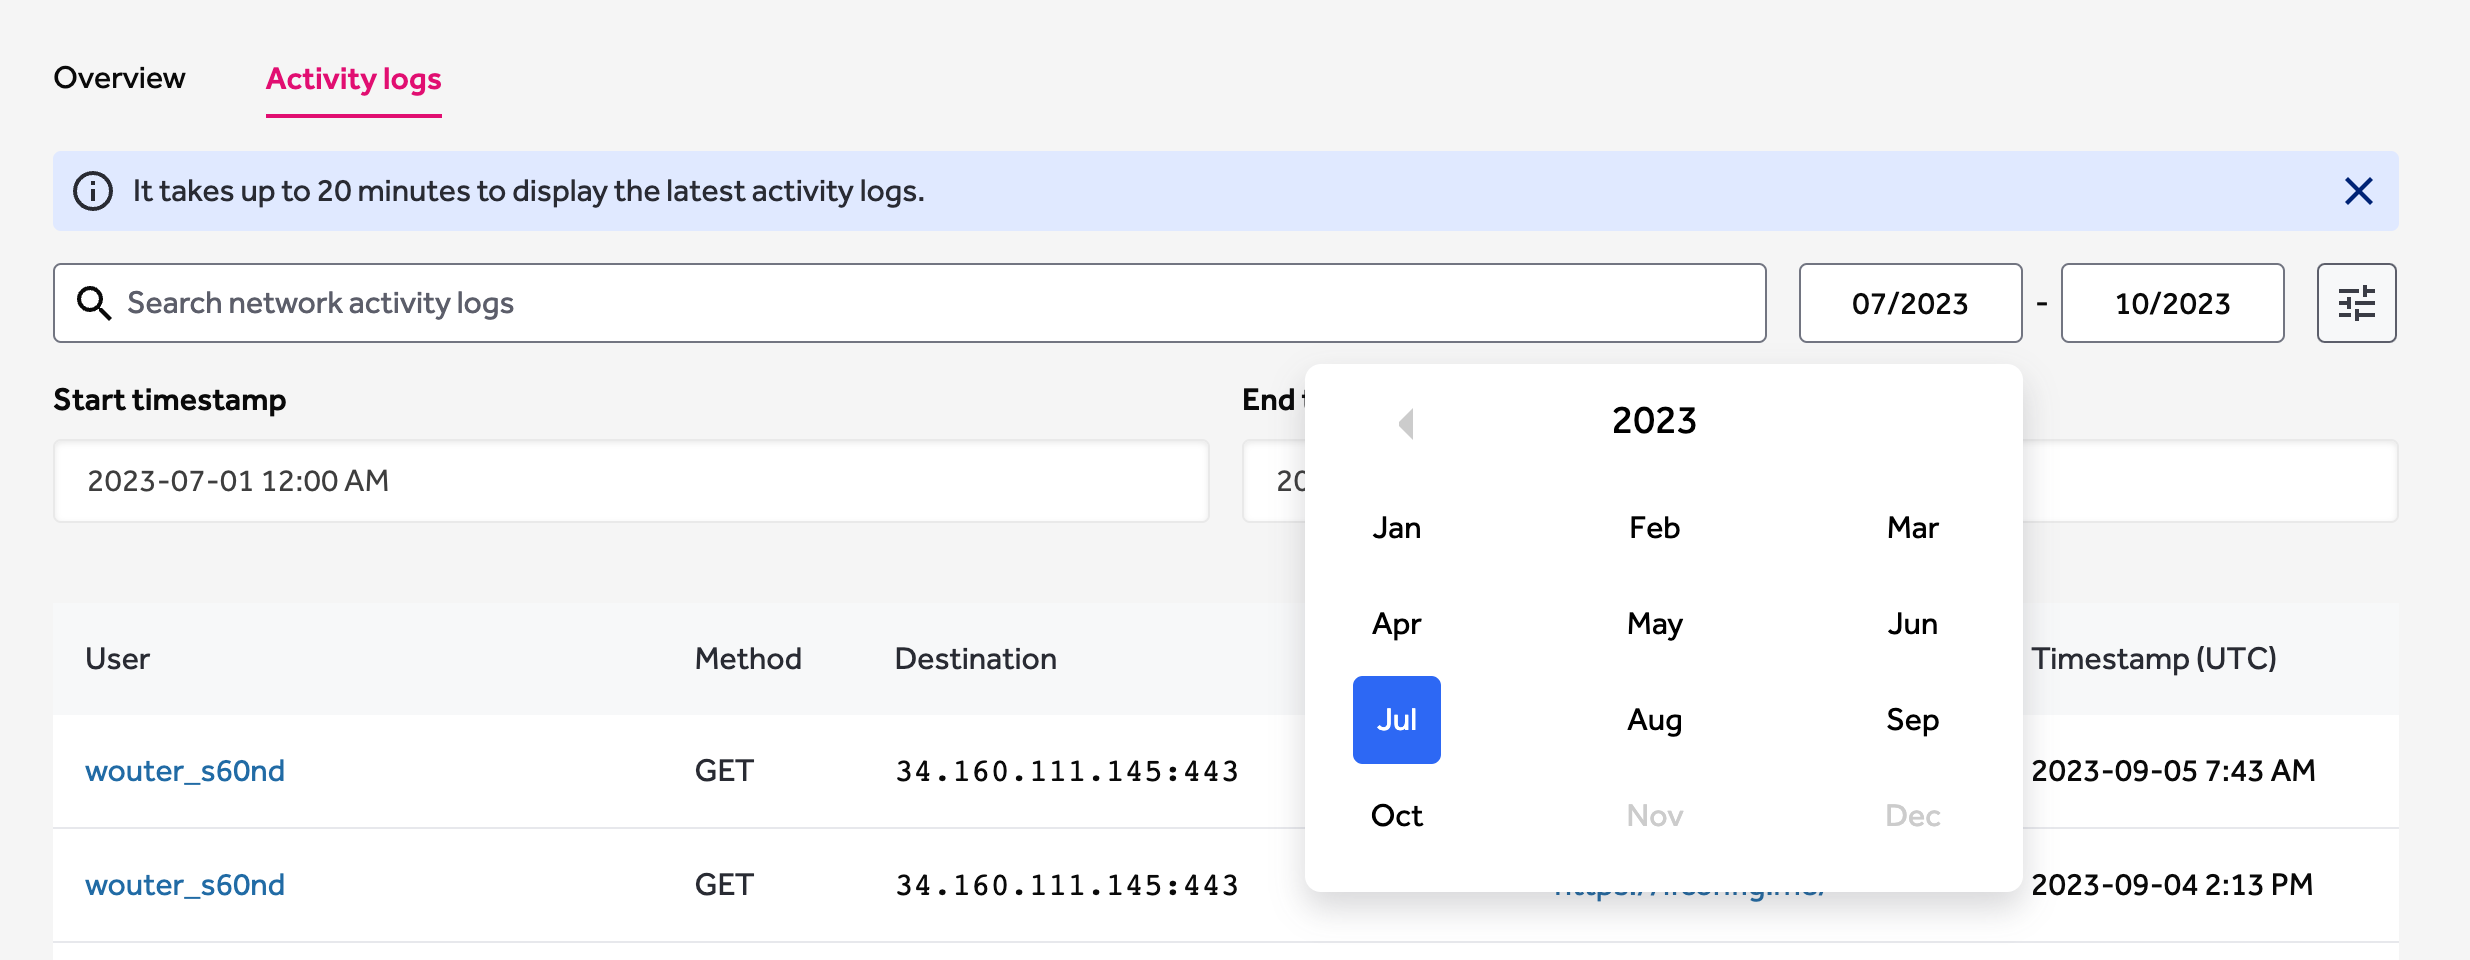 Overview Activity logs
It takes up to 20 minutes to display the latest activity logs.
Search network activity logs 07/2023 - 10/2023
Start timestamp End
2023-07-01 12:00 AM
2023
Jan Feb Mar
Apr May Jun
Jul Aug Sep
Oct Nov Dec
User Method Destination Timestamp (UTC)
wouter_s60nd GET 34.160.111.145:443 2023-09-05 7:43 AM
wouter_s60nd GET 34.160.111.145:443 2023-09-04 2:13 PM